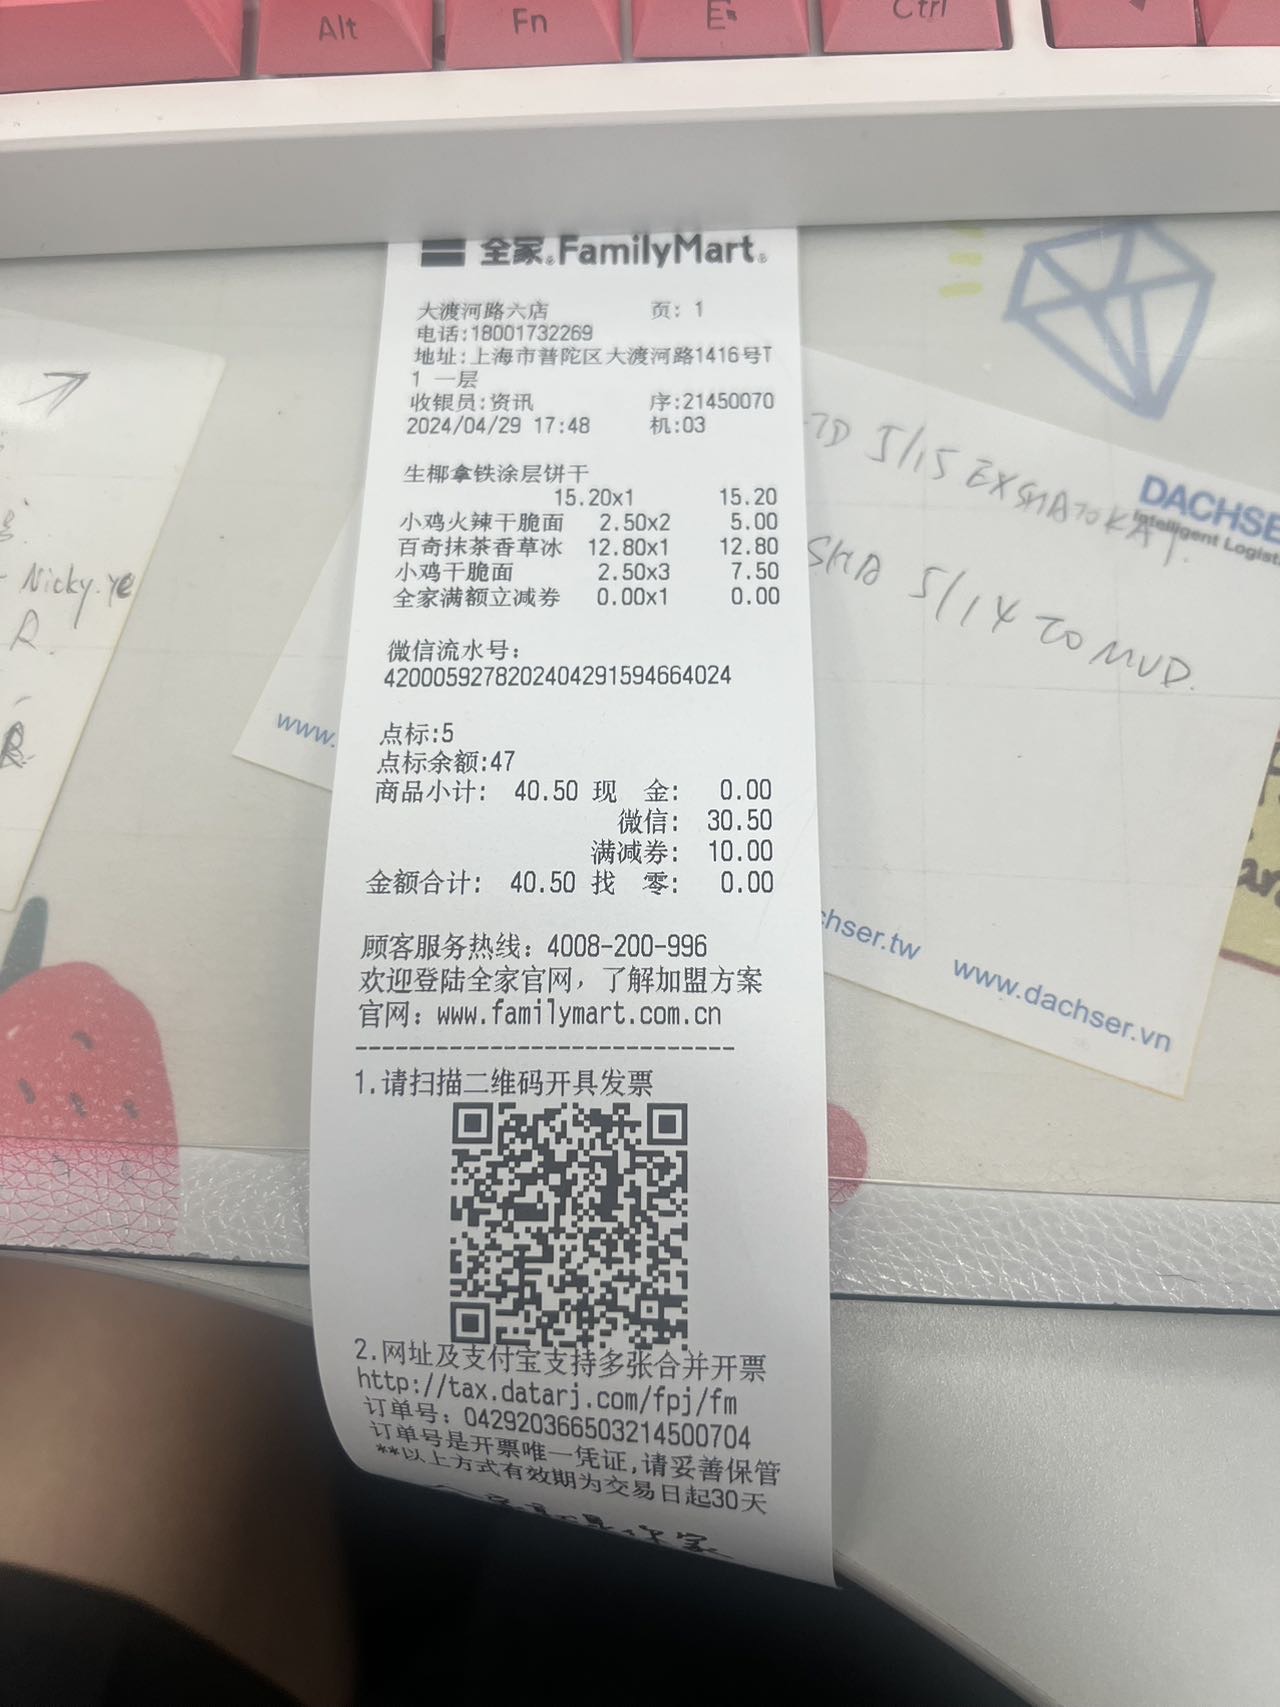 Alt
Fn
Ctrl
全家 FamilyMart
大渡河路六店 页: 1
电话:18001732269
地址:上海市普陀区大渡河路1416号T
1 一层
收银员:资讯 序:21450070
2024/04/29 17:48 机:03
生椰拿铁涂层饼干
15.20x1 15.20
小鸡火辣干脆面 2.50x2 5.00
百奇抹茶香草冰 12.80x1 12.80
小鸡干脆面 2.50x3 7.50
全家满额立减券 0.00x1 0.00
微信流水号:
4200059278202404291594664024
点标:5
点标余额:47
商品小计: 40.50 现 金: 0.00
微信: 30.50
满减券: 10.00
金额合计: 40.50 找 零: 0.00
顾客服务热线: 4008-200-996
欢迎登陆全家官网, 了解加盟方案
官网: www.familymart.com.cn
----------------------------
1.请扫描二维码开具发票
2.网址及支付宝支持多张合并开票
http://tax.datarj.com/fpj/fm
订单号: 04292036650321450​0704
订单号是开票唯一凭证,请妥善保管
**以上方式有效期为交易日起30天
5/15 EX SHA TO
DACHSE
Intelligent Logist
SHA 5/14 TO MVD.
Nicky.Ye
R
www.
chser.tw
www.dachser.vn